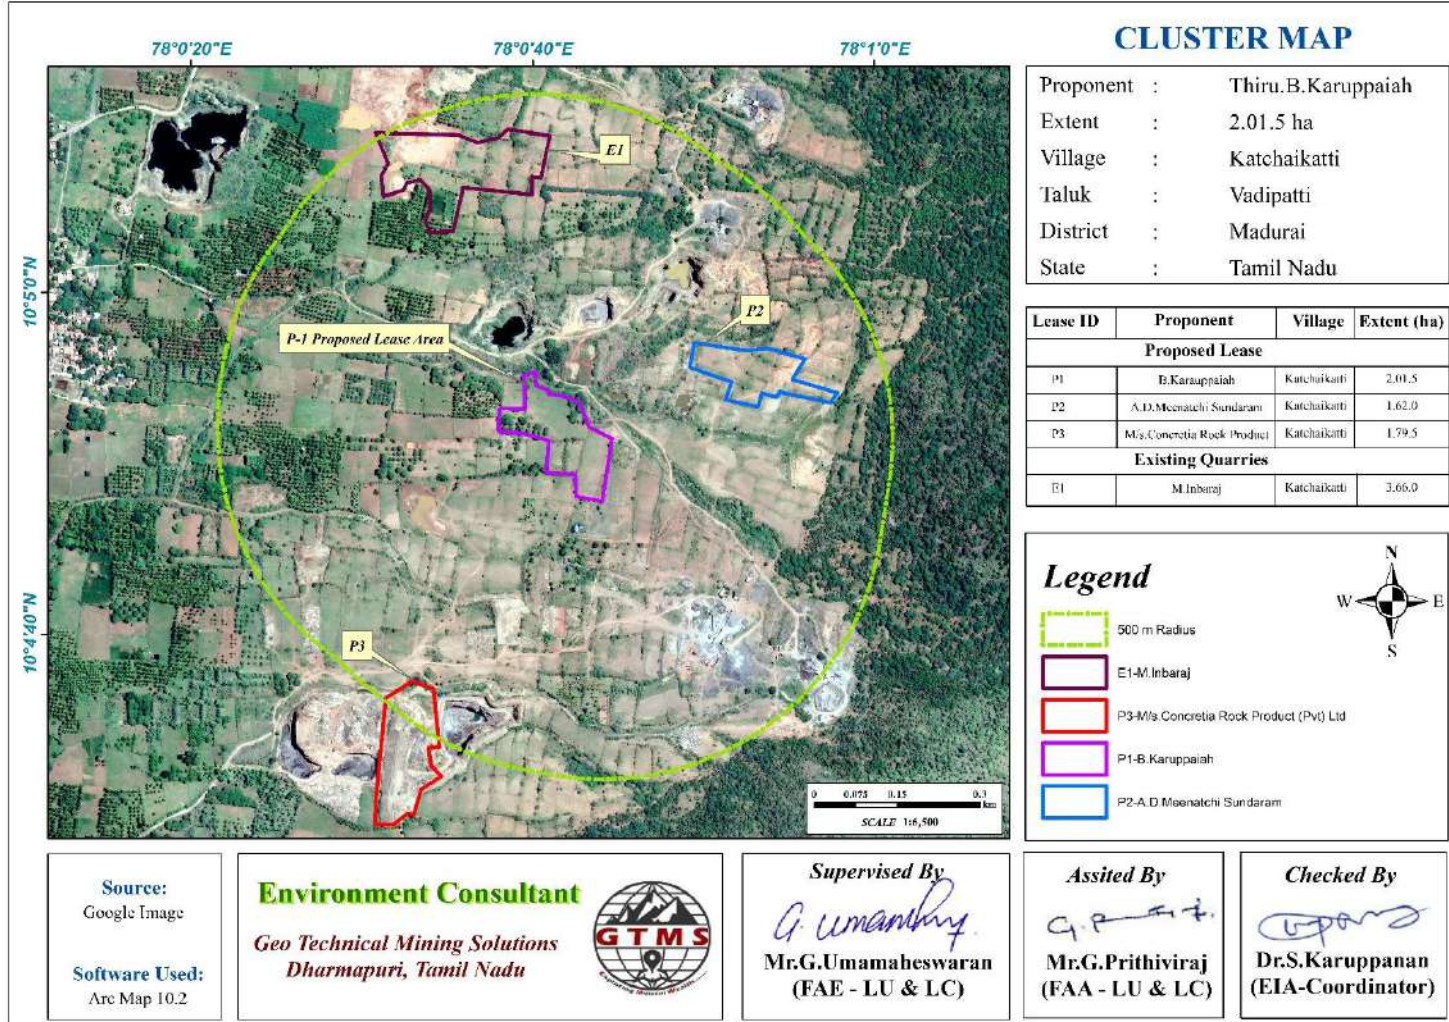 CLUSTER MAP
78°0'20"E
78°0'40"E
78°1'0"E
10°5'0"N
10°4'40"N
E1
P2
P-1 Proposed Lease Area
P3
0 0.075 0.15 0.3
km
SCALE 1:6,500
Proponent : Thiru.B.Karuppaiah
Extent : 2.01.5 ha
Village : Katchaikatti
Taluk : Vadipatti
District : Madurai
State : Tamil Nadu
Lease ID Proponent Village Extent (ha)
Proposed Lease
P1 B.Karauppaiah Katchaikatti 2.01.5
P2 A.D.Meenatchi Sundaram Katchaikatti 1.62.0
P3 M/s.Concretia Rock Product Katchaikatti 1.79.5
Existing Quarries
E1 M.Inbaraj Katchaikatti 3.66.0
Legend
N
W E
S
500 m Radius
E1-M.Inbaraj
P3-M/s.Concretia Rock Product (Pvt) Ltd
P1-B.Karuppaiah
P2-A.D.Meenatchi Sundaram
Source:
Google Image
Software Used:
Arc Map 10.2
Environment Consultant
Geo Technical Mining Solutions
Dharmapuri, Tamil Nadu
GTMS
Supervised By
Mr.G.Umamaheswaran
(FAE - LU & LC)
Assited By
Mr.G.Prithiviraj
(FAA - LU & LC)
Checked By
Dr.S.Karuppanan
(EIA-Coordinator)